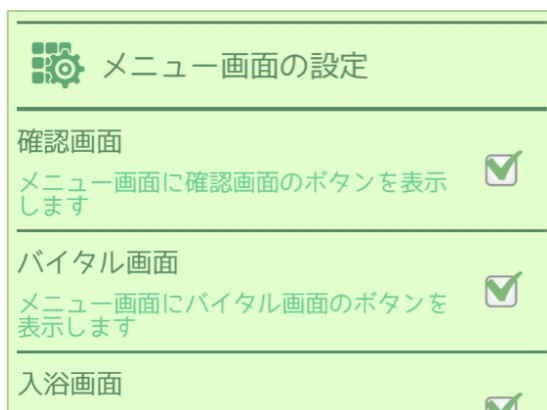 メニュー画面の設定
確認画面
メニュー画面に確認画面のボタンを表示
します
バイタル画面
メニュー画面にバイタル画面のボタンを
表示します
入浴画面